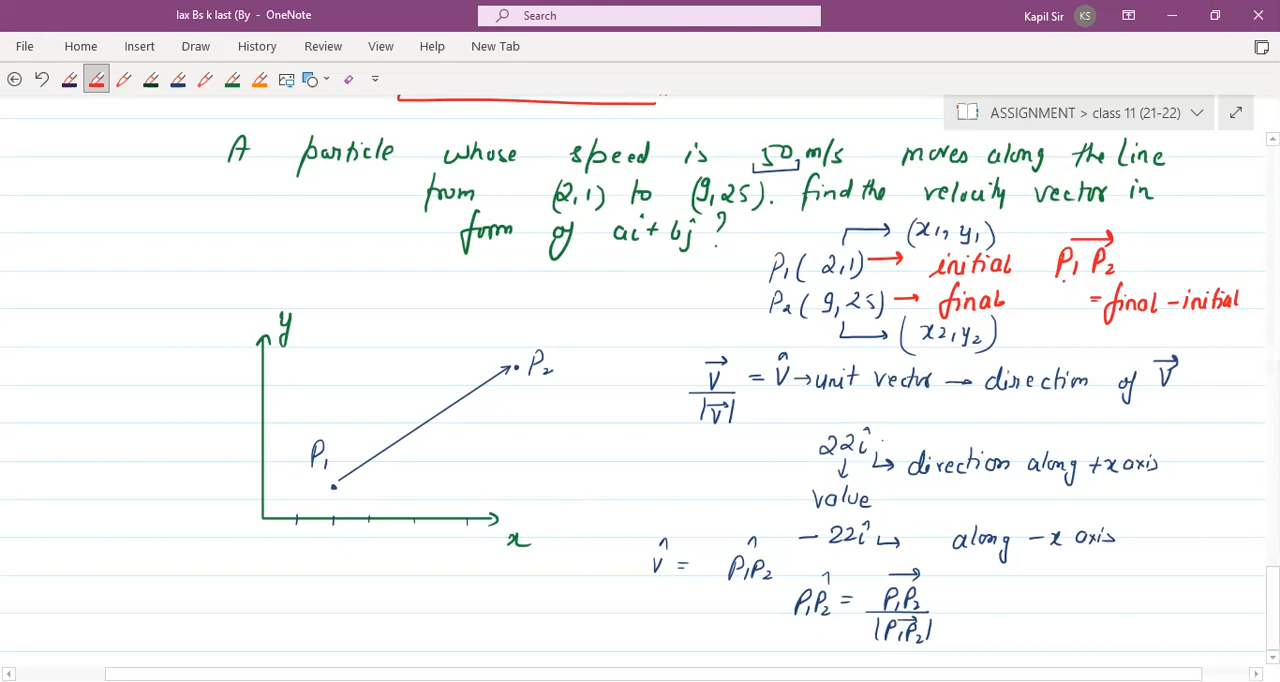 lax Bs k last (By - OneNote
Search
Kapil Sir KS
File Home Insert Draw History Review View Help New Tab
ASSIGNMENT > class 11 (21-22)
A particle whose speed is 50 m/s moves along the line
from (2,1) to (9,25). find the velocity vector in
form of ai + bĵ ?
(x1, y1)
P1 ( 2,1) → initial P1 P2
P2 ( 9,25) → final = final - initial
(x2, y2)
y
P2
V⃗ / |V⃗| = V̂ → unit vector → direction of V⃗
P1
22î ↳ direction along +x axis
↓
value
x
- 22î ↳ along -x axis
v̂ = P1P2^
P1P2^ = P1P2⃗ / |P1P2⃗|